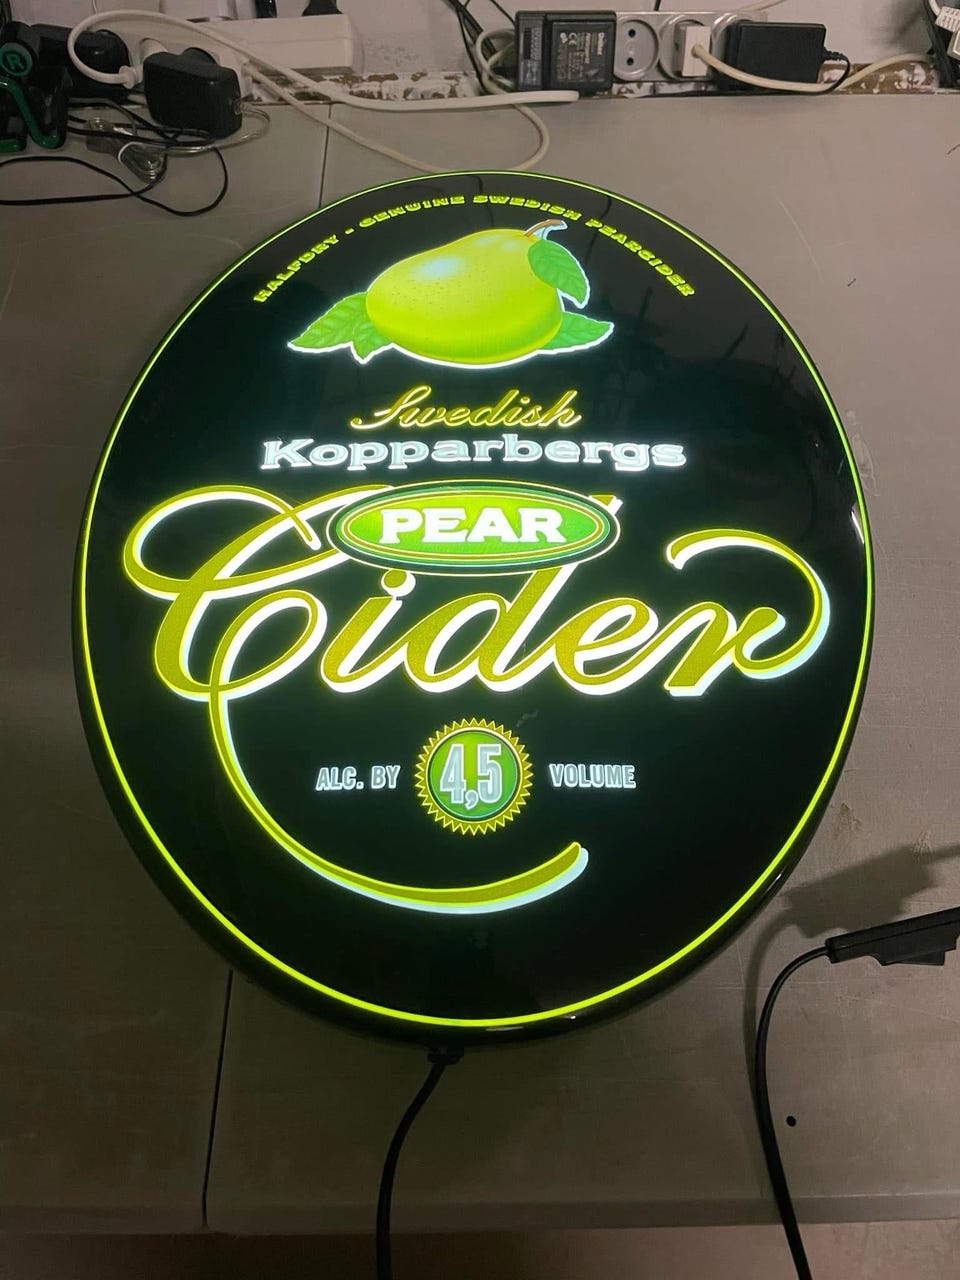 HALFDRY - GENUINE SWEDISH PEARCIDER
Swedish
Kopparbergs
PEAR
Cider
ALC. BY 4,5 VOLUME
®